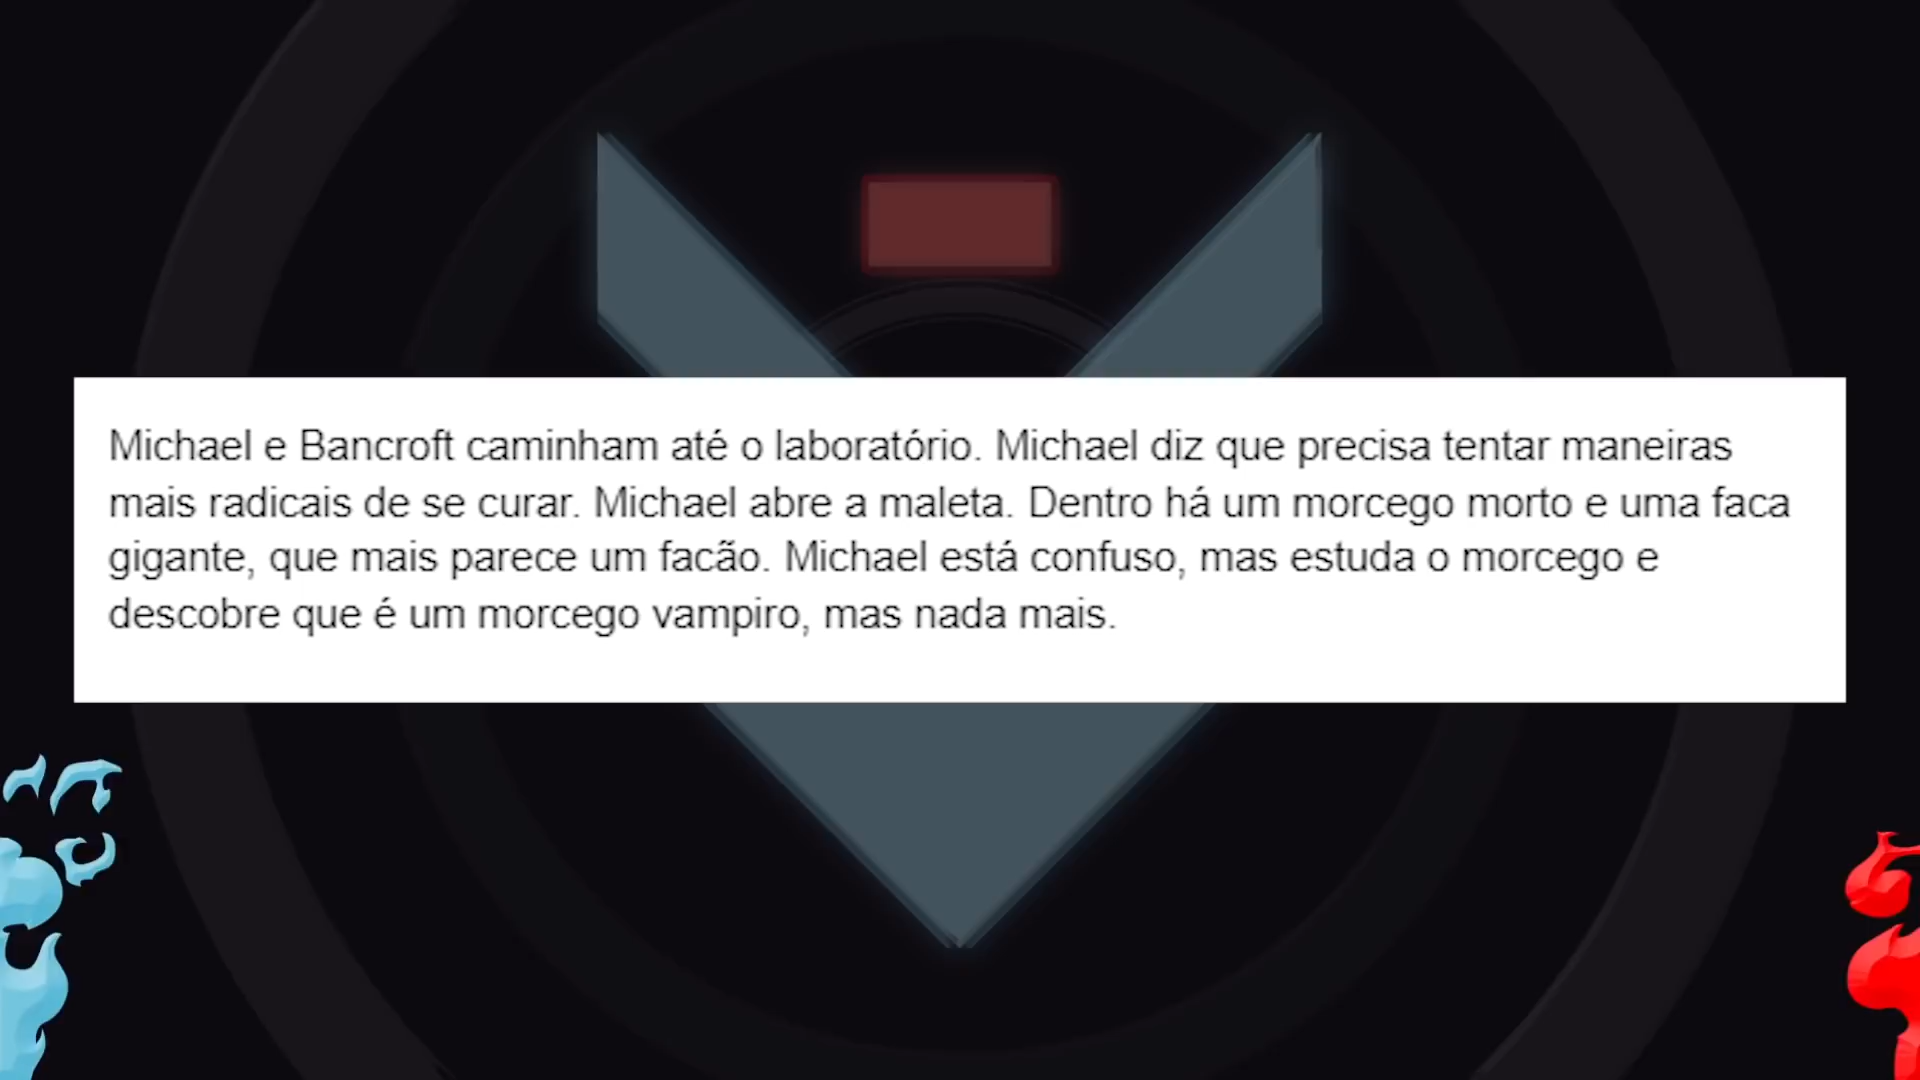 Michael e Bancroft caminham até o laboratório. Michael diz que precisa tentar maneiras
mais radicais de se curar. Michael abre a maleta. Dentro há um morcego morto e uma faca
gigante, que mais parece um facão. Michael está confuso, mas estuda o morcego e
descobre que é um morcego vampiro, mas nada mais.